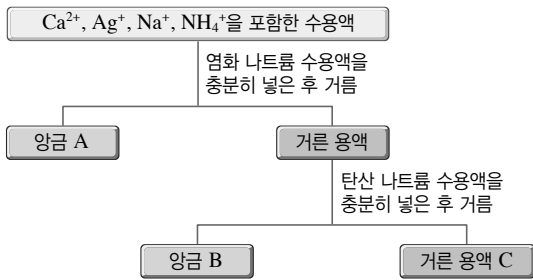 Ca²⁺, Ag⁺, Na⁺, NH₄⁺을 포함한 수용액
염화 나트륨 수용액을
충분히 넣은 후 거름
앙금 A
거른 용액
탄산 나트륨 수용액을
충분히 넣은 후 거름
앙금 B
거른 용액 C